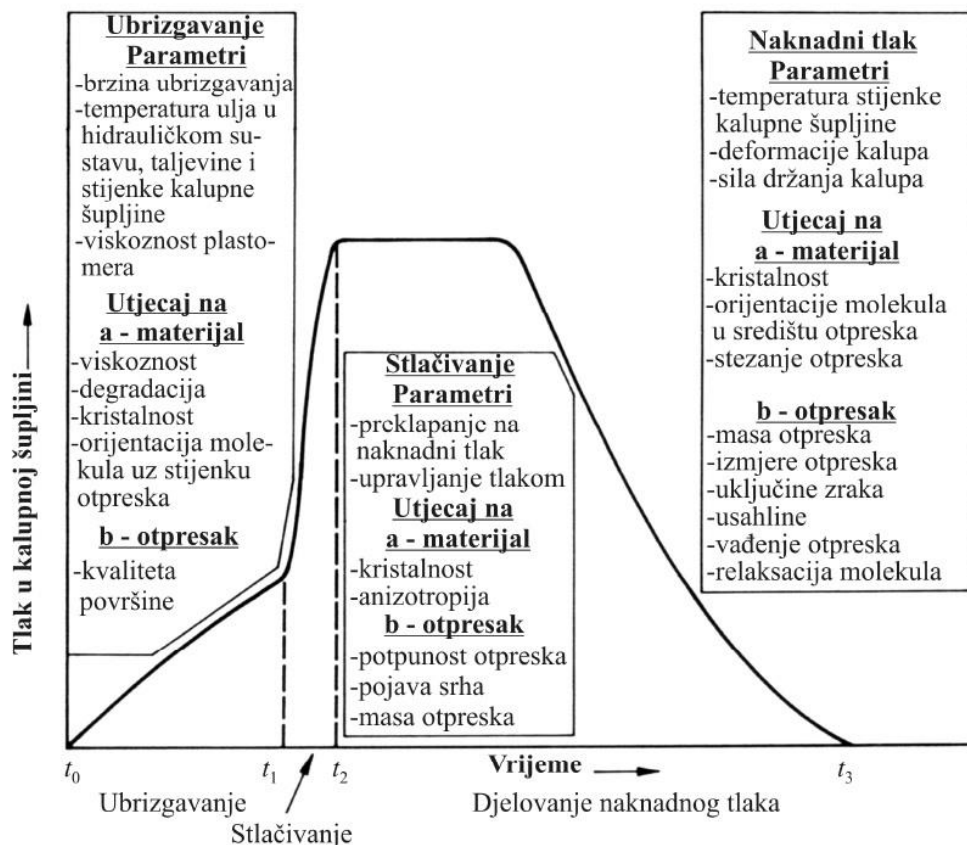 Ubrizgavanje
Parametri
-brzina ubrizgavanja
-temperatura ulja u
hidrauličkom su-
stavu, taljevine i
stijenke kalupne
šupljine
-viskoznost plasto-
mera
Utjecaj na
a - materijal
-viskoznost
-degradacija
-kristalnost
-orijentacija mole-
kula uz stijenku
otpreska
b - otpresak
-kvaliteta
površine
Stlačivanje
Parametri
-preklapanje na
naknadni tlak
-upravljanje tlakom
Utjecaj na
a - materijal
-kristalnost
-anizotropija
b - otpresak
-potpunost otpreska
-pojava srha
-masa otpreska
Naknadni tlak
Parametri
-temperatura stijenke
kalupne šupljine
-deformacije kalupa
-sila držanja kalupa
Utjecaj na
a - materijal
-kristalnost
-orijentacije molekula
u središtu otpreska
-stezanje otpreska
b - otpresak
-masa otpreska
-izmjere otpreska
-uključine zraka
-usahline
-vađenje otpreska
-relaksacija molekula
Tlak u kalupnoj šupljini
t0 t1 t2 Vrijeme t3
Ubrizgavanje Djelovanje naknadnog tlaka
Stlačivanje